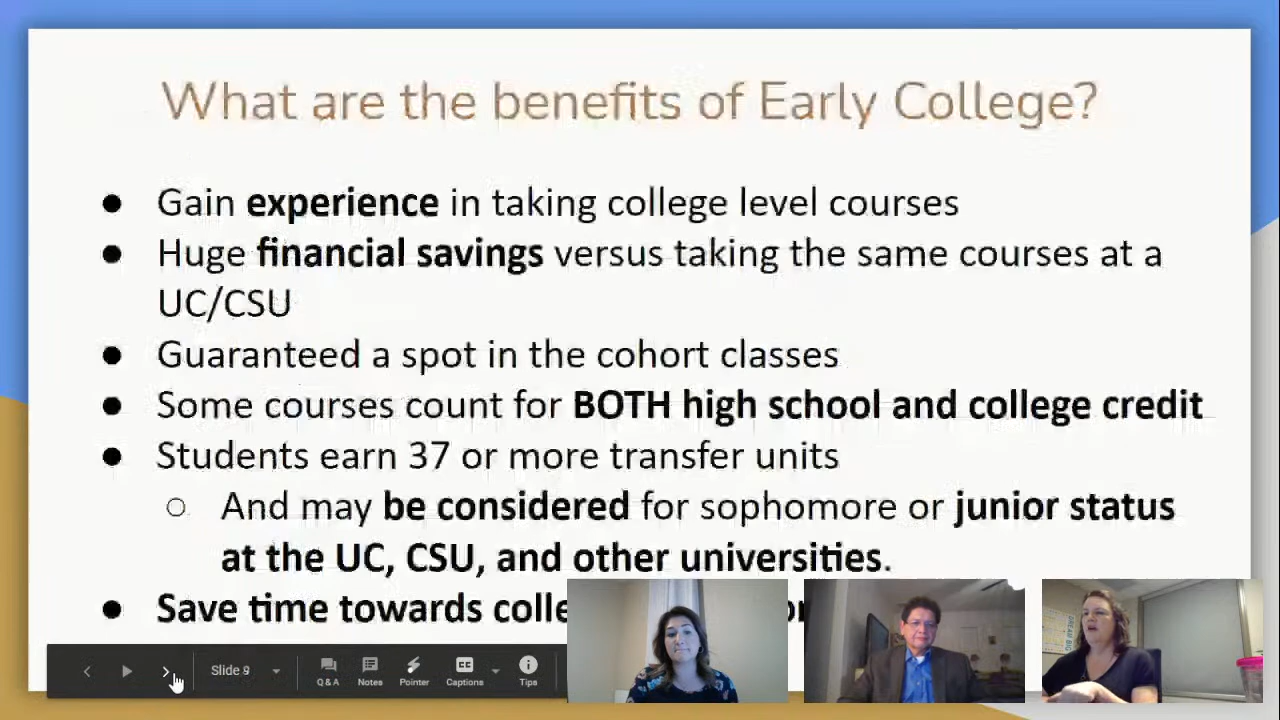 What are the benefits of Early College?
● Gain experience in taking college level courses
● Huge financial savings versus taking the same courses at a
UC/CSU
● Guaranteed a spot in the cohort classes
● Some courses count for BOTH high school and college credit
● Students earn 37 or more transfer units
○ And may be considered for sophomore or junior status
at the UC, CSU, and other universities.
● Save time towards
Slide 9
Q & A
Notes
Pointer
CC
Captions
Tips
DREAM BIG